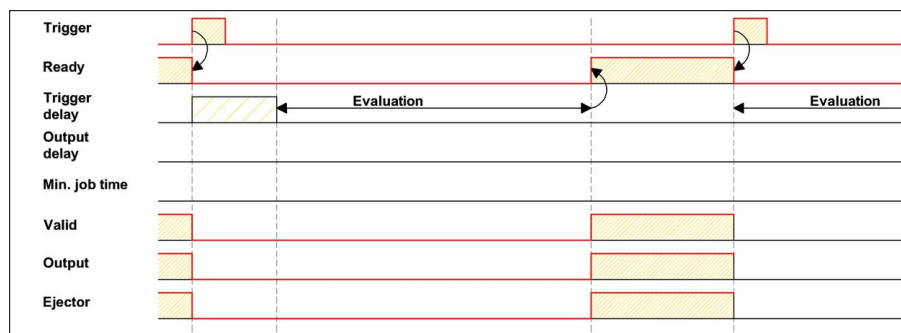 Trigger
Ready
Trigger
delay
Evaluation
Evaluation
Output
delay
Min. job time
Valid
Output
Ejector